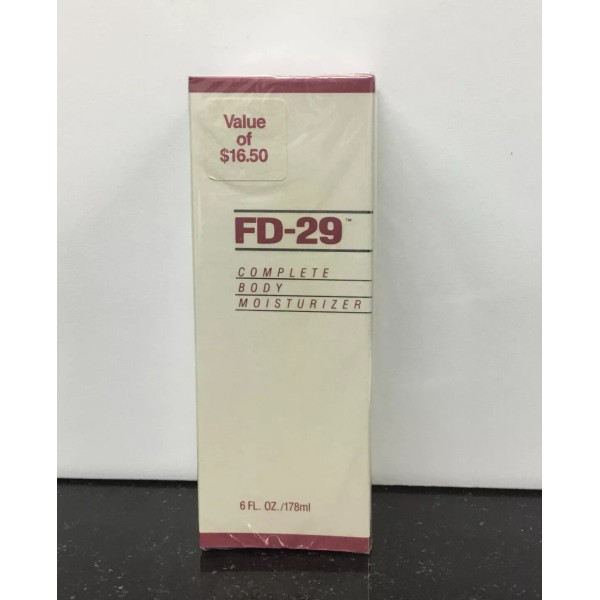 Value
of
$16.50
FD-29™
COMPLETE
BODY
MOISTURIZER
6 FL. OZ./178ml